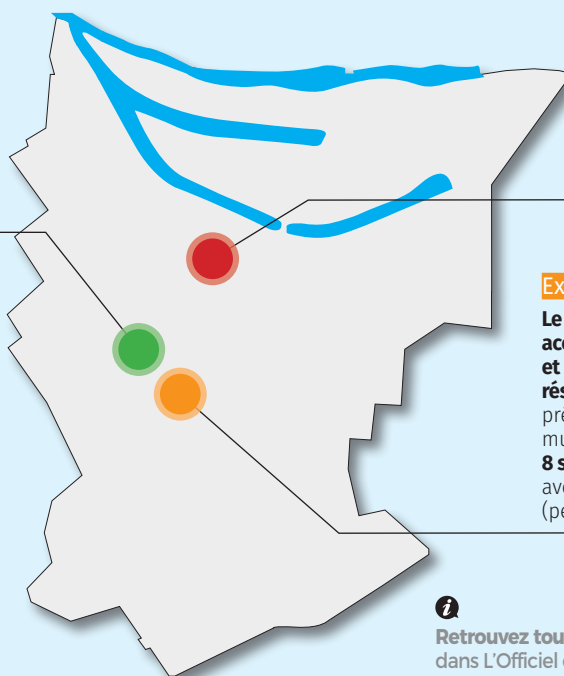 Ex
Le
acc
et
rés
pre
mu
8 s
ave
(pe
i
Retrouvez tou
dans L'Officiel d